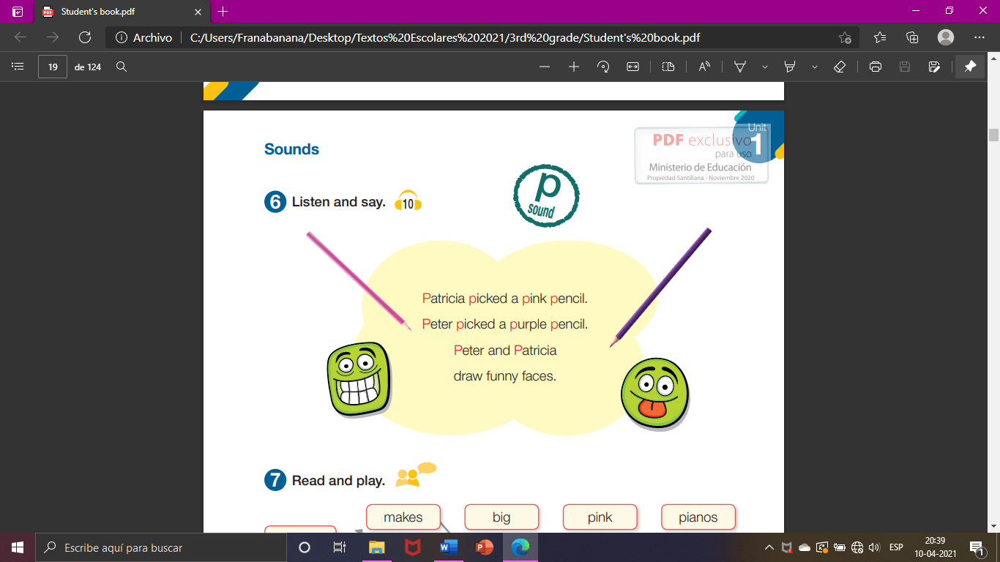 Student's book.pdf
Archivo
C:/Users/Franabanana/Desktop/Textos%20Escolares%202021/3rd%20grade/Student's%20book.pdf
19 de 124
Unit
1
PDF exclusivo
para uso
Ministerio de Educación
Propiedad Santillana - Noviembre 2020
Sounds
p
sound
6 Listen and say. 10
Patricia picked a pink pencil.
Peter picked a purple pencil.
Peter and Patricia
draw funny faces.
7 Read and play.
makes
big
pink
pianos
Escribe aquí para buscar
ESP
20:39
10-04-2021
1